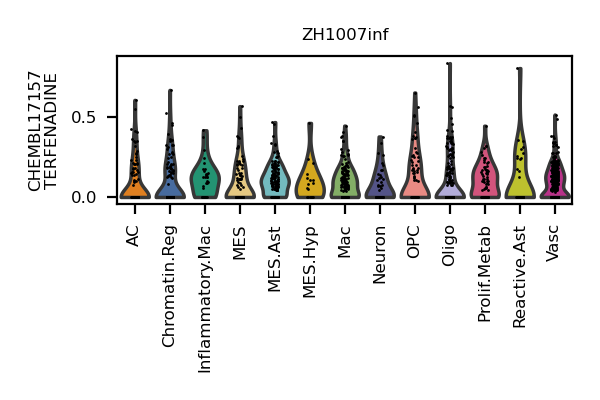 ZH1007inf
CHEMBL17157
TERFENADINE
0.5
0.0
AC
Chromatin.Reg
Inflammatory.Mac
MES
MES.Ast
MES.Hyp
Mac
Neuron
OPC
Oligo
Prolif.Metab
Reactive.Ast
Vasc